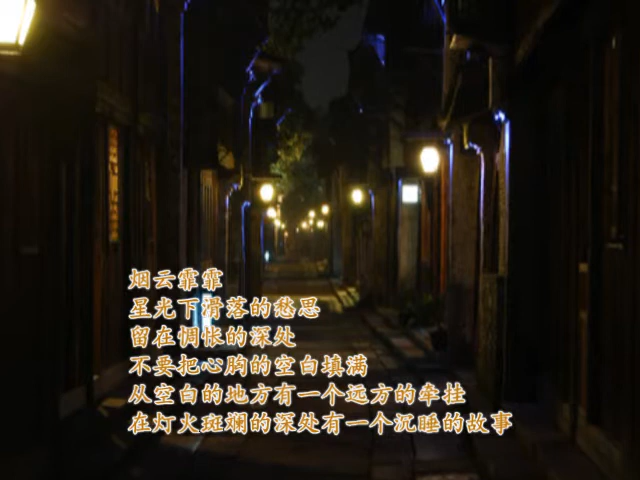 烟云霏霏
星光下滑落的愁思
留在惆怅的深处
不要把心胸的空白填满
从空白的地方有一个远方的牵挂
在灯火斑斓的深处有一个沉睡的故事